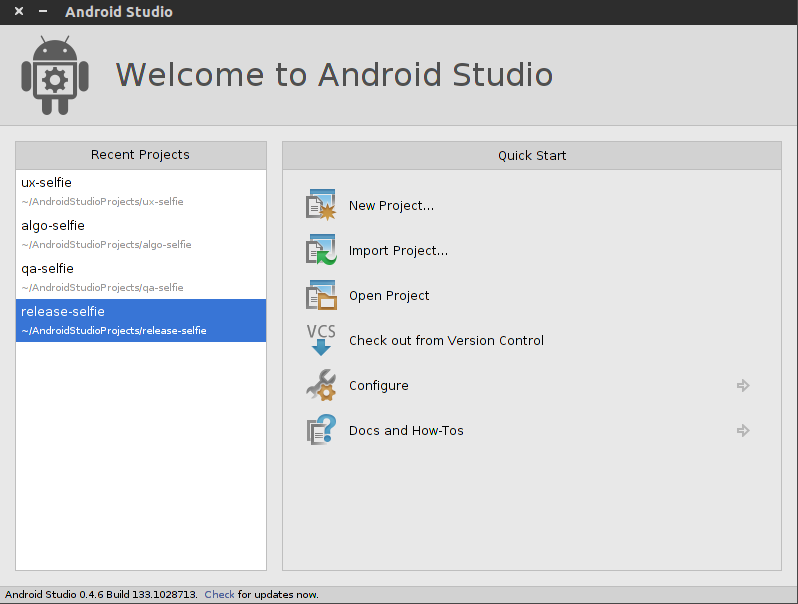 Android Studio
Welcome to Android Studio
Recent Projects
ux-selfie
~/AndroidStudioProjects/ux-selfie
algo-selfie
~/AndroidStudioProjects/algo-selfie
qa-selfie
~/AndroidStudioProjects/qa-selfie
release-selfie
~/AndroidStudioProjects/release-selfie
Quick Start
New Project...
Import Project...
Open Project
VCS
Check out from Version Control
Configure
Docs and How-Tos
Android Studio 0.4.6 Build 133.1028713. Check for updates now.